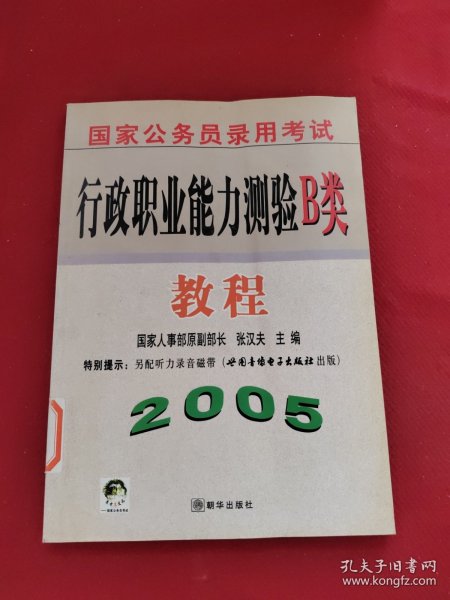 国家公务员录用考试
行政职业能力测验B类
教程
国家人事部原副部长 张汉夫 主编
特别提示：另配听力录音磁带（世图音像电子出版社出版）
2005
朝华出版社
孔夫子旧书网
www.kongfz.com